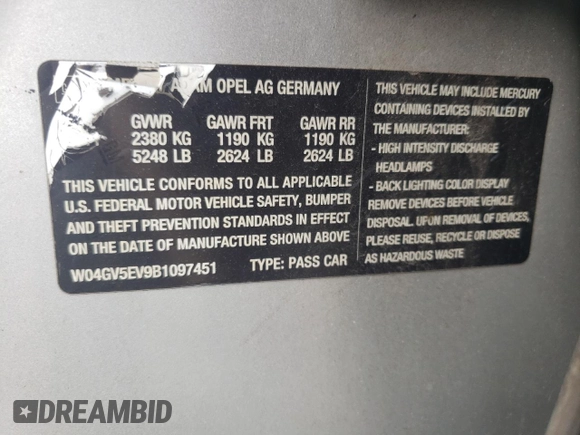 ADAM OPEL AG GERMANY
GVWR GAWR FRT GAWR RR
2380 KG 1190 KG 1190 KG
5248 LB 2624 LB 2624 LB
THIS VEHICLE CONFORMS TO ALL APPLICABLE
U.S. FEDERAL MOTOR VEHICLE SAFETY, BUMPER
AND THEFT PREVENTION STANDARDS IN EFFECT
ON THE DATE OF MANUFACTURE SHOWN ABOVE
W04GV5EV9B1097451 TYPE: PASS CAR
THIS VEHICLE MAY INCLUDE MERCURY
CONTAINING DEVICES INSTALLED BY
THE MANUFACTURER:
- HIGH INTENSITY DISCHARGE
HEADLAMPS
- BACK LIGHTING COLOR DISPLAY
REMOVE DEVICES BEFORE VEHICLE
DISPOSAL. UPON REMOVAL OF DEVICES,
PLEASE REUSE, RECYCLE OR DISPOSE
AS HAZARDOUS WASTE
DREAMBID